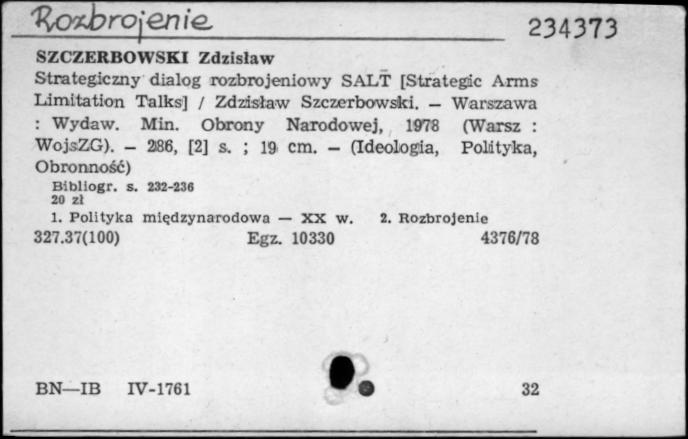 Rozbrojenie
234373
SZCZERBOWSKI Zdzisław
Strategiczny dialog rozbrojeniowy SALT [Strategic Arms
Limitation Talks] / Zdzisław Szczerbowski. — Warszawa
: Wydaw. Min. Obrony Narodowej, 1978 (Warsz :
WojsZG). — 286, [2] s. ; 19 cm. — (Ideologia, Polityka,
Obronność)
Bibliogr. s. 232-236
20 zł
1. Polityka międzynarodowa — XX w. 2. Rozbrojenie
327.37(100) Egz. 10330 4376/78
BN—IB IV-1761 32